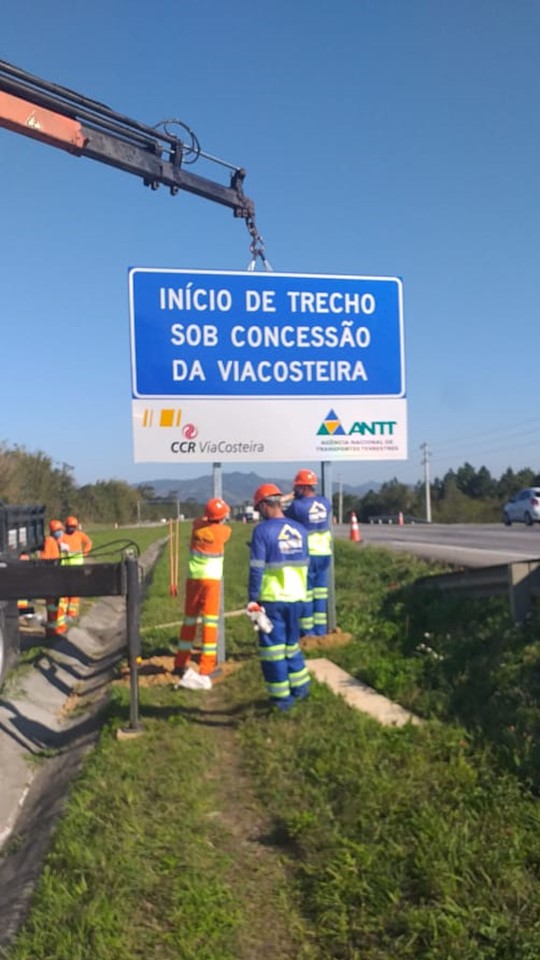 INÍCIO DE TRECHO
SOB CONCESSÃO
DA VIACOSTEIRA
CCR ViaCosteira
ANTT
AGÊNCIA NACIONAL DE
TRANSPORTES TERRESTRES